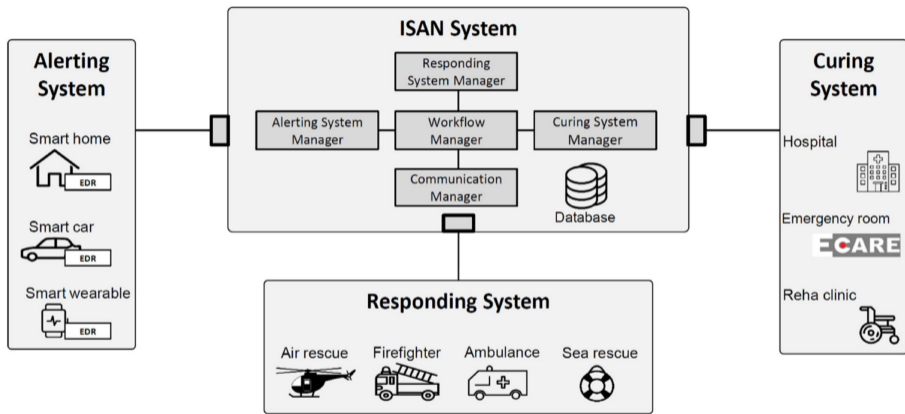 Alerting
System
Smart home
EDR
Smart car
EDR
Smart wearable
EDR
ISAN System
Responding
System Manager
Alerting System
Manager
Workflow
Manager
Curing System
Manager
Communication
Manager
Database
Curing
System
Hospital
Emergency room
ECARE
Reha clinic
Responding System
Air rescue
Firefighter
Ambulance
Sea rescue